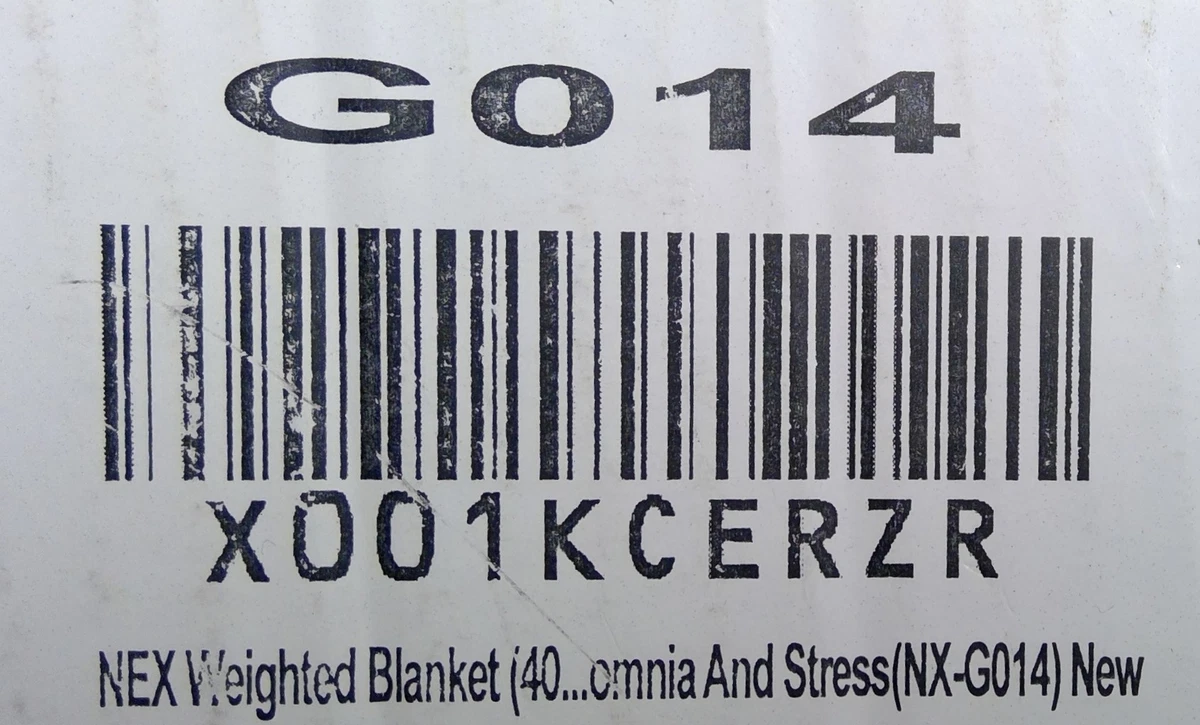 G014
X001KCERZR
NEX Weighted Blanket (40...omnia And Stress(NX-G014) New